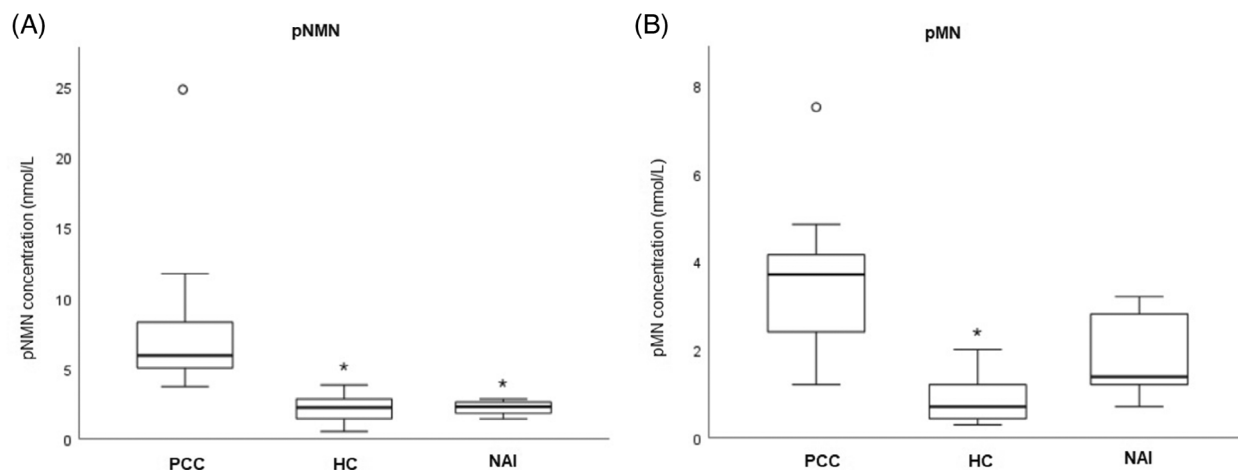 (A)
pNMN
pNMN concentration (nmol/L
25
20
15
10
5
0
*
*
PCC HC NAI
(B)
pMN
pMN concentration (nmol/L)
8
6
4
2
0
*
PCC HC NAI